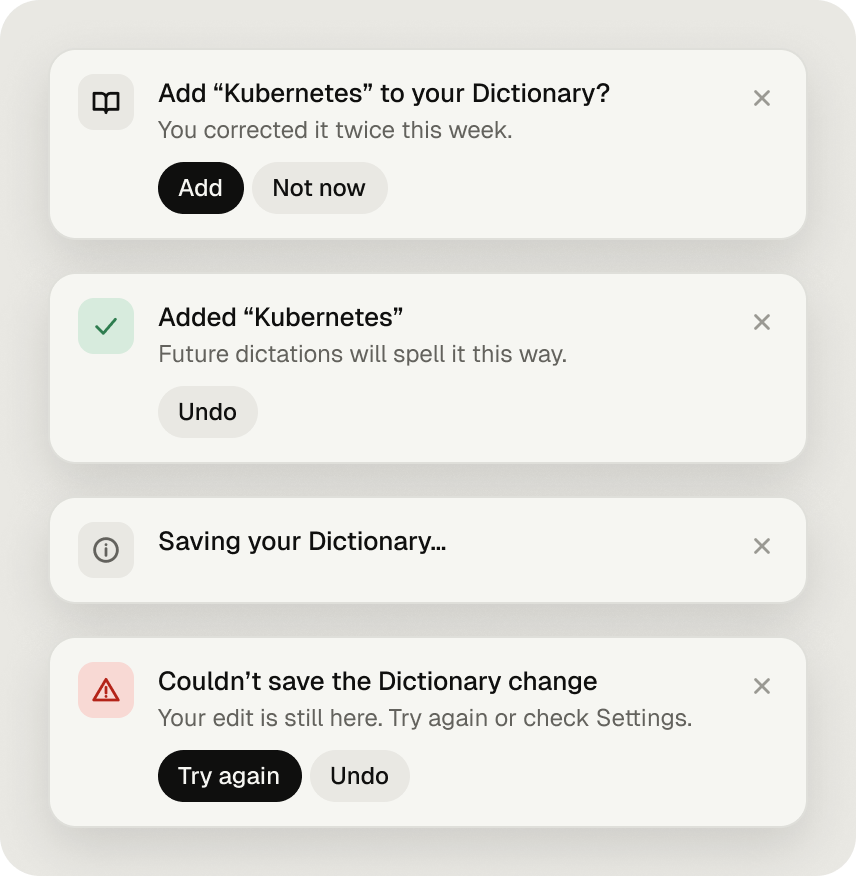 Add “Kubernetes” to your Dictionary?
You corrected it twice this week.
Add
Not now
Added “Kubernetes”
Future dictations will spell it this way.
Undo
Saving your Dictionary…
Couldn’t save the Dictionary change
Your edit is still here. Try again or check Settings.
Try again
Undo